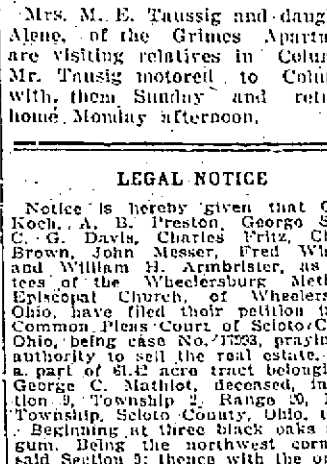 Mrs. M. E. Taussig and daug
Alene, of the Grimes Apartm
are visiting relatives in Colum
Mr. Tausig motored to Colum
with them Sunday and retu
home Monday afternoon.
LEGAL NOTICE
Notice is hereby given that
Koch, A. B. Preston, George S
C. G. Davis, Charles Fritz, Ch
Brown, John Messer, Fred
and William H. Armbrister, as
tees of the Wheelersburg Meth
Episcopal Church, of Wheelers
Ohio, have filed their petition i
Common Pleas Court of Scioto C
Ohio, being case No. prayin
authority to sell the real estate.
a part of 61.42 acre tract belong
George C. Mathiot, deceased, in
tion 9, Township 2, Range 20,
Township, Scioto County, Ohio,
Beginning at three black oaks
gum. Being the northwest corn
said Section 9; thence with the